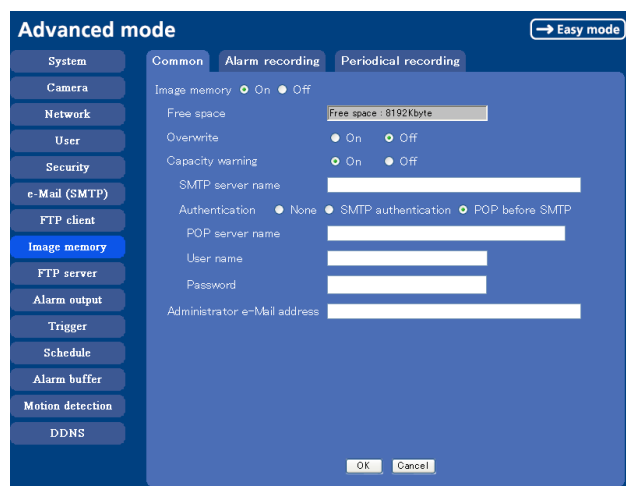 Advanced mode
→ Easy mode
System
Camera
Network
User
Security
e-Mail (SMTP)
FTP client
Image memory
FTP server
Alarm output
Trigger
Schedule
Alarm buffer
Motion detection
DDNS
Common Alarm recording Periodical recording
Image memory On Off
Free space Free space : 8192Kbyte
Overwrite On Off
Capacity warning On Off
SMTP server name
Authentication None SMTP authentication POP before SMTP
POP server name
User name
Password
Administrator e-Mail address
OK Cancel